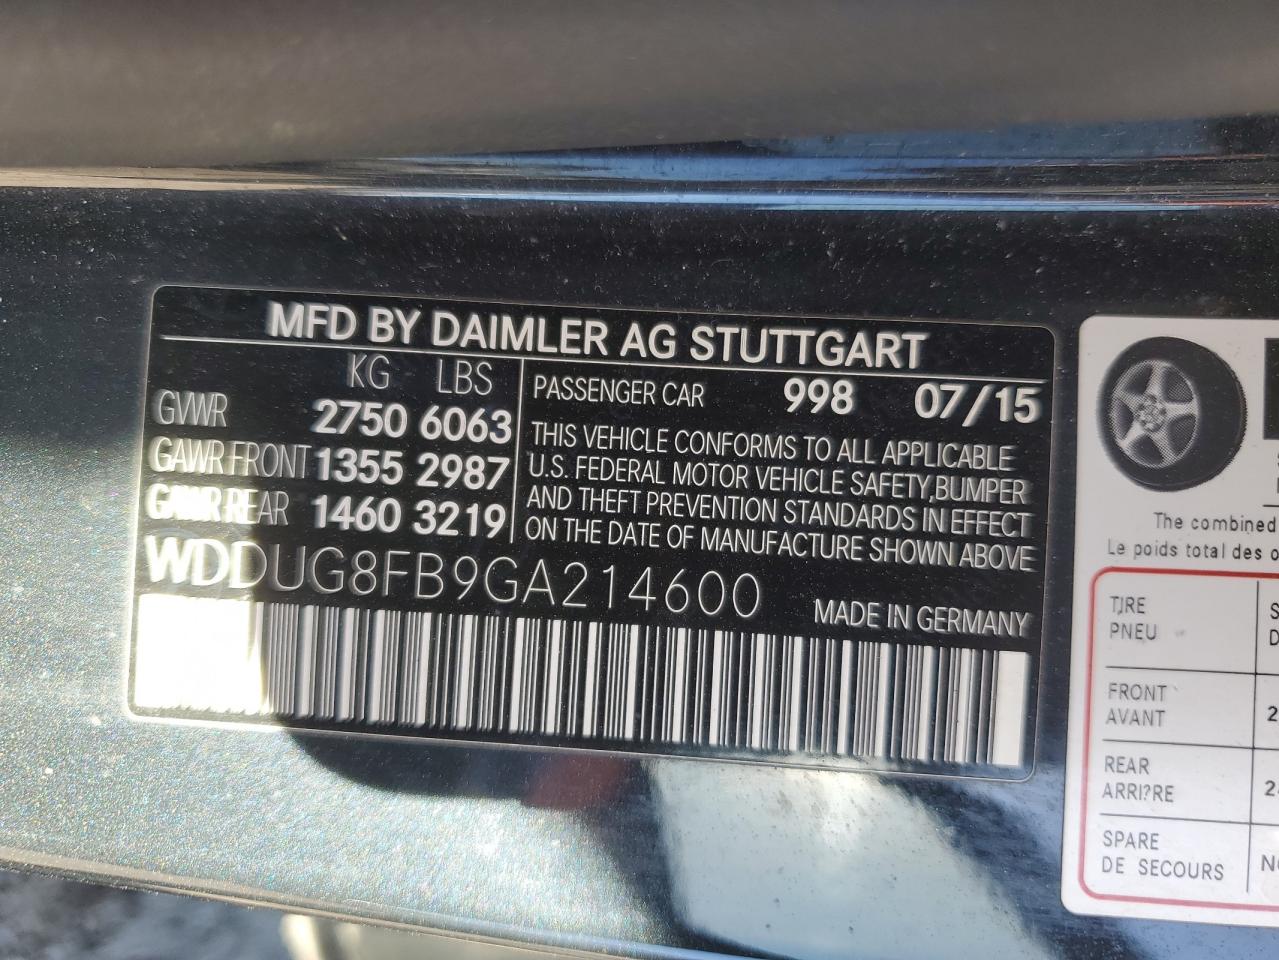 MFD BY DAIMLER AG STUTTGART
KG LBS
GVWR 2750 6063
GAWR FRONT 1355 2987
GAWR REAR 1460 3219
PASSENGER CAR 998 07/15
THIS VEHICLE CONFORMS TO ALL APPLICABLE
U.S. FEDERAL MOTOR VEHICLE SAFETY,BUMPER
AND THEFT PREVENTION STANDARDS IN EFFECT
ON THE DATE OF MANUFACTURE SHOWN ABOVE
WDDUG8FB9GA214600
MADE IN GERMANY
The combined
Le poids total des
TIRE
PNEU
FRONT
AVANT
REAR
ARRI?RE
SPARE
DE SECOURS